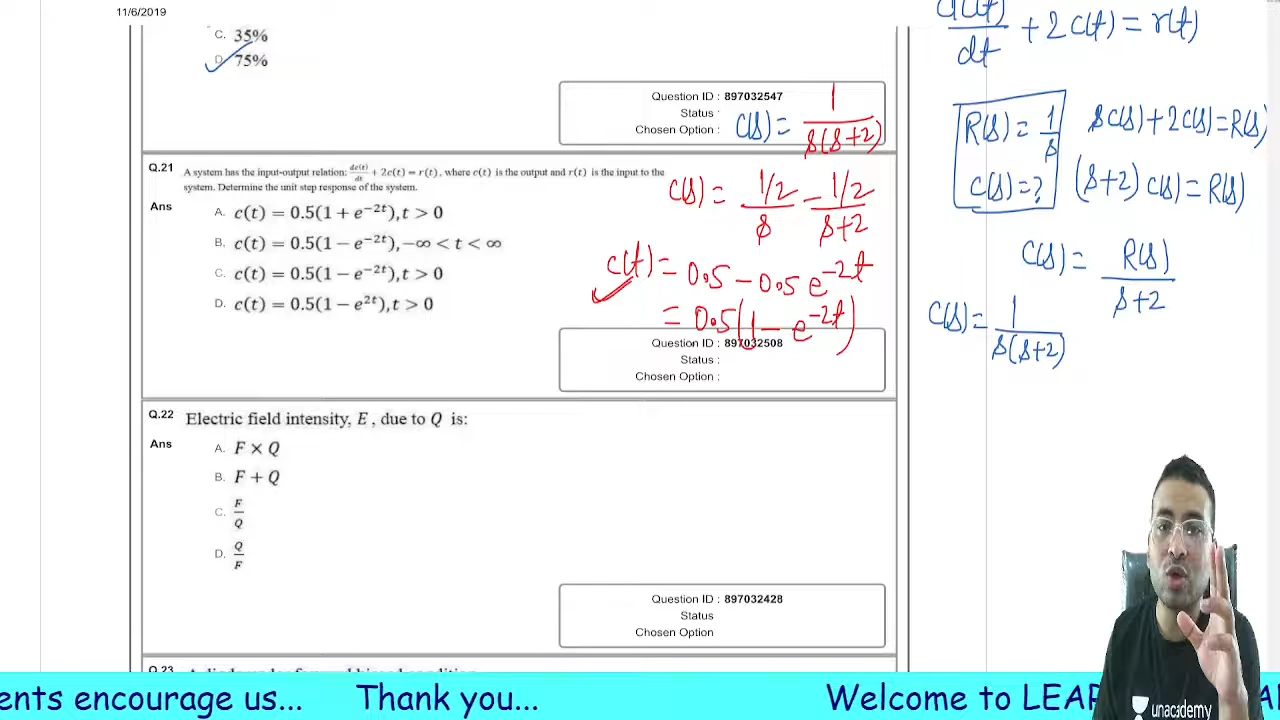 11/6/2019
C. 35%
D. 75%
Question ID : 897032547
Status :
Chosen Option :
C(s) = 1/s(s+2)
Q.21 A system has the input-output relation: dc(t)/dt + 2c(t) = r(t), where c(t) is the output and r(t) is the input to the
system. Determine the unit step response of the system.
Ans
A. c(t) = 0.5(1 + e^−2t), t > 0
B. c(t) = 0.5(1 − e^−2t), −∞ < t < ∞
C. c(t) = 0.5(1 − e^−2t), t > 0
D. c(t) = 0.5(1 − e^2t), t > 0
C(s) = 1/2/s − 1/2/s+2
c(t) = 0.5 − 0.5 e^−2t
= 0.5(1 − e^−2t)
Question ID : 897032508
Status :
Chosen Option :
dc(t)/dt + 2c(t) = r(t)
R(s) = 1/s
C(s) = ?
sC(s) + 2C(s) = R(s)
(s+2) C(s) = R(s)
C(s) = R(s)/s+2
C(s) = 1/s(s+2)
Q.22 Electric field intensity, E , due to Q is:
Ans
A. F × Q
B. F + Q
C. F/Q
D. Q/F
Question ID : 897032428
Status
Chosen Option
Q.23
ents encourage us... Thank you... Welcome to LEAR
unacademy